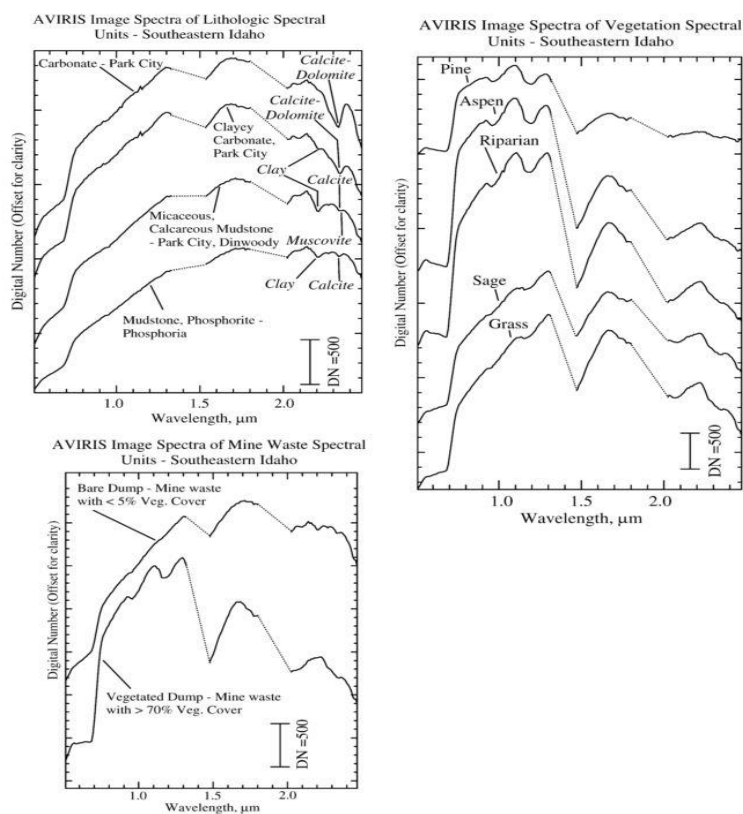 AVIRIS Image Spectra of Lithologic Spectral
Units - Southeastern Idaho
Digital Number (Offset for clarity)
Carbonate - Park City
Calcite-
Dolomite
Calcite-
Dolomite
Clayey
Carbonate,
Park City
Clay
Calcite
Micaceous,
Calcareous Mudstone
- Park City, Dinwoody
Muscovite
Clay
Calcite
Mudstone, Phosphorite -
Phosphoria
DN =500
1.0
1.5
2.0
Wavelength, μm
AVIRIS Image Spectra of Vegetation Spectral
Units - Southeastern Idaho
Digital Number (Offset for clarity)
Pine
Aspen
Riparian
Sage
Grass
DN =500
1.0
1.5
2.0
Wavelength, μm
AVIRIS Image Spectra of Mine Waste Spectral
Units - Southeastern Idaho
Digital Number (Offset for clarity)
Bare Dump - Mine waste
with < 5% Veg. Cover
Vegetated Dump - Mine waste
with > 70% Veg. Cover
DN =500
1.0
1.5
2.0
Wavelength, μm